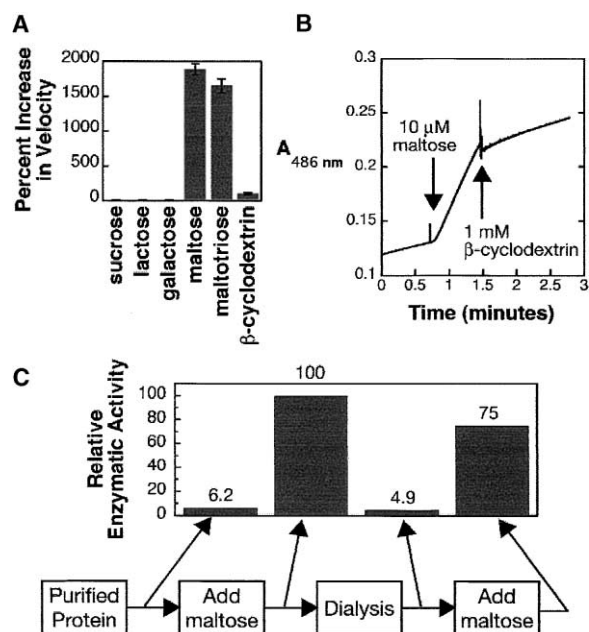 A
Percent Increase
in Velocity
2000
1500
1000
500
0
sucrose
lactose
galactose
maltose
maltotriose
β-cyclodextrin
B
A486 nm
0.3
0.25
0.2
0.15
0.1
10 µM
maltose
1 mM
β-cyclodextrin
0 0.5 1 1.5 2 2.5 3
Time (minutes)
C
Relative
Enzymatic Activity
100
80
60
40
20
0
6.2
100
4.9
75
Purified
Protein
Add
maltose
Dialysis
Add
maltose